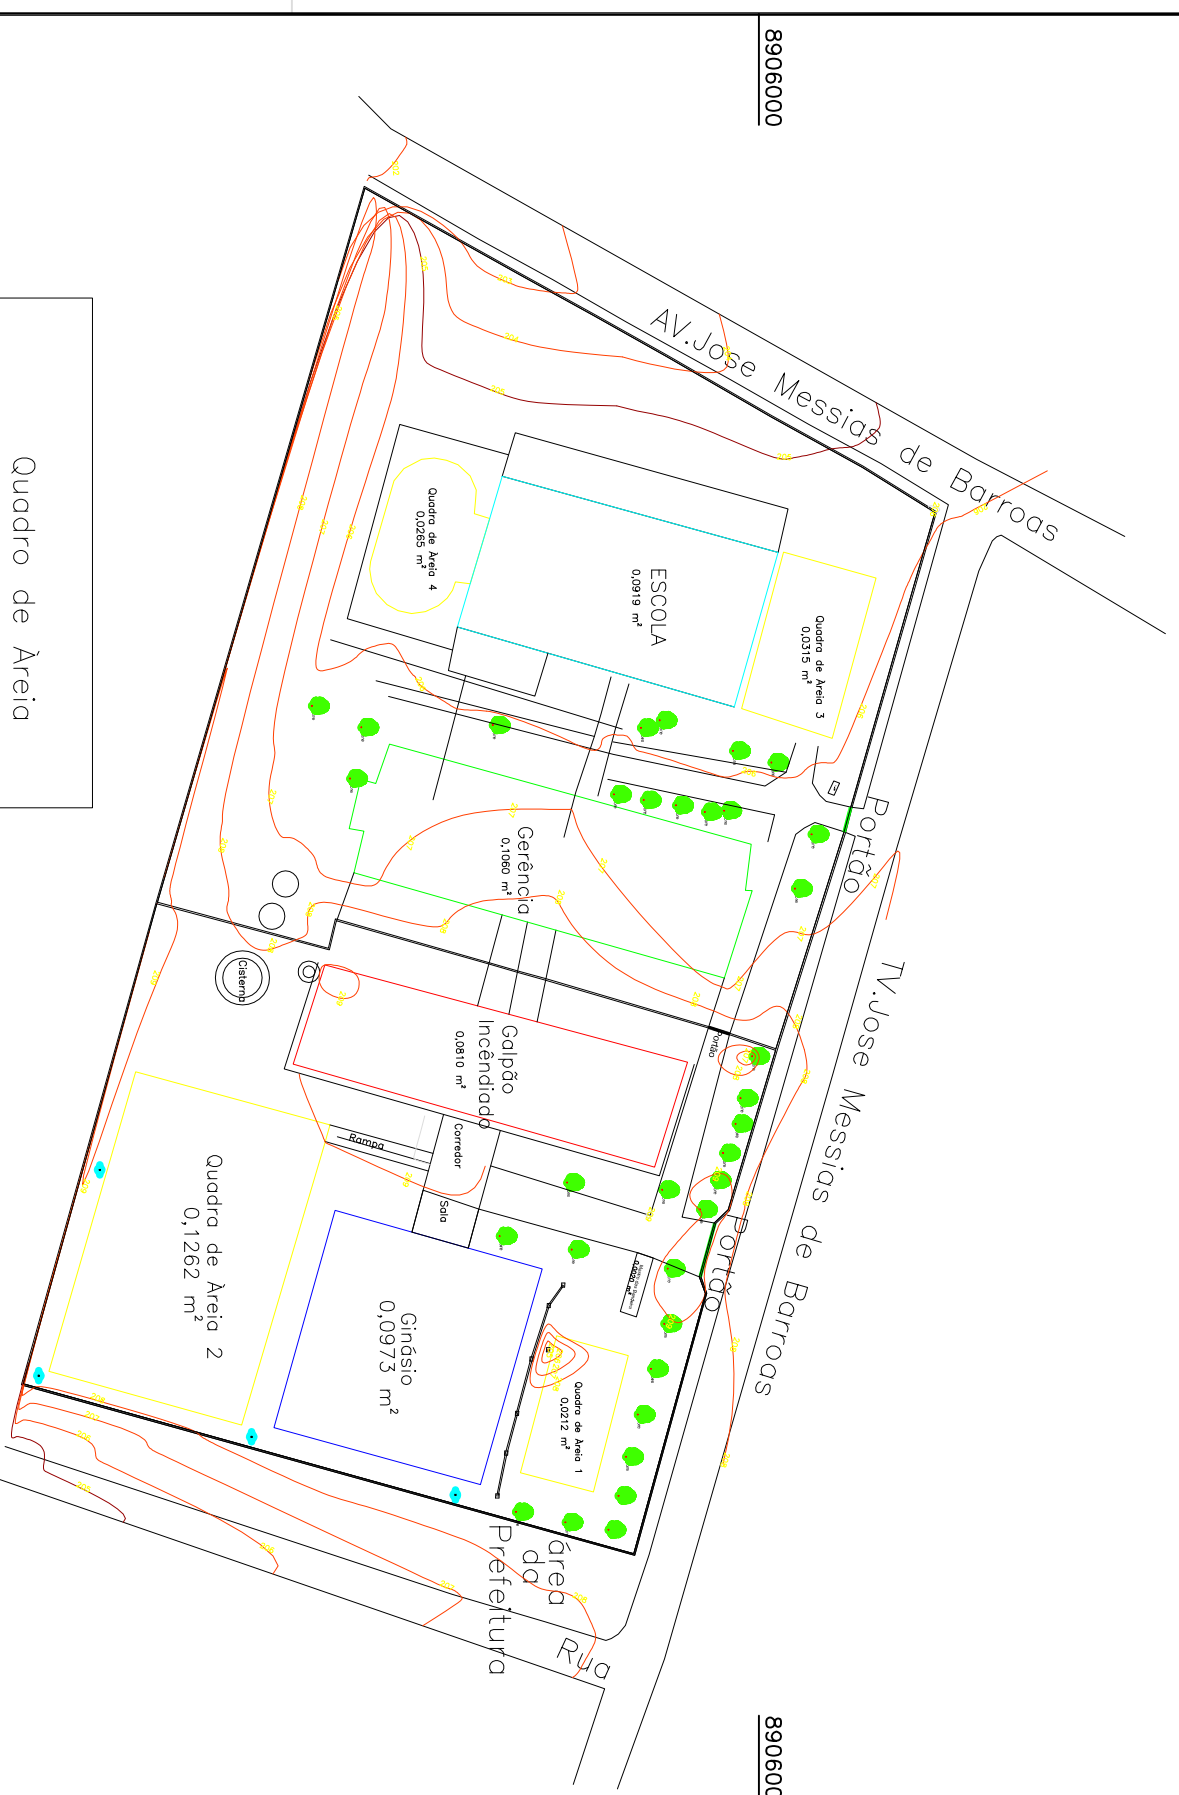 8906000
AV.Jose Messias de Barroas
Quadra de Àreia 4
0,0265 m²
ESCOLA
0,0919 m²
Quadra de Àreia 3
0,0315 m²
Quadro de Àreia
Portão
Gerência
0,1060 m²
TV.Jose Messias de Barroas
Cisterna
Galpão
Incêndiado
0,0810 m²
Portão
Rampa
Corredor
Sala
Portão
Quadra de Àreia 2
0,1262 m²
Ginásio
0,0973 m²
Quadra de Àreia 1
0,0212 m²
área
da
Prefeitura
Rua
890600